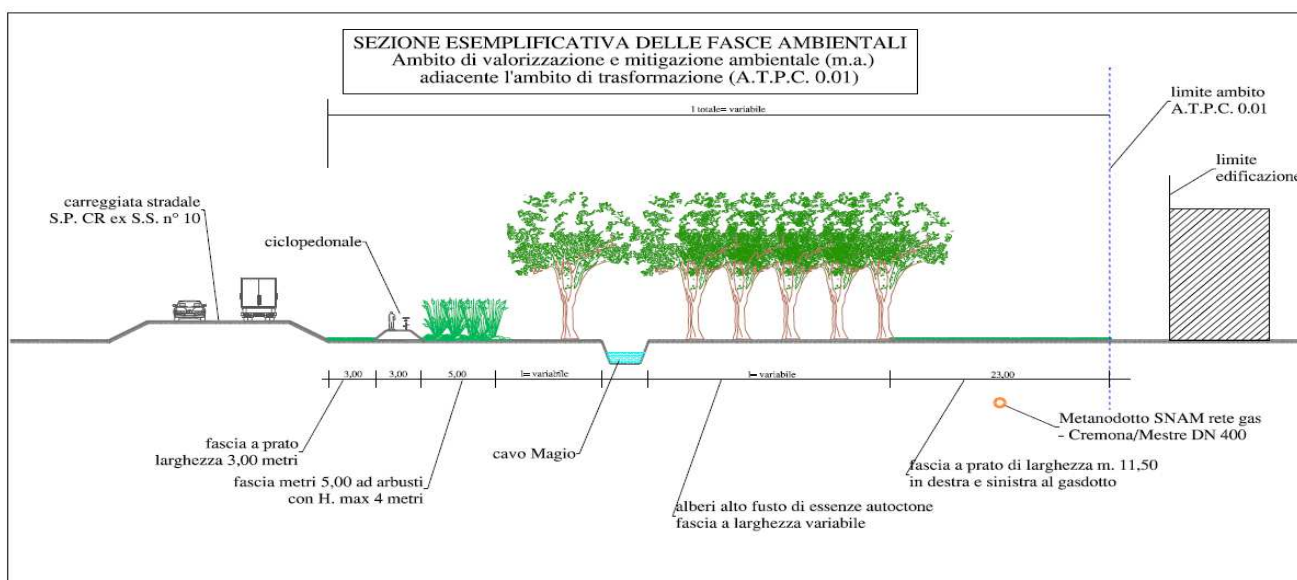 SEZIONE ESEMPLIFICATIVA DELLE FASCE AMBIENTALI
Ambito di valorizzazione e mitigazione ambientale (m.a.)
adiacente l'ambito di trasformazione (A.T.P.C. 0.01)
l totale= variabile
limite ambito
A.T.P.C. 0.01
limite
edificazione
carreggiata stradale
S.P. CR ex S.S. n° 10
ciclopedonale
3,00
3,00
5,00
l= variabile
l= variabile
23,00
fascia a prato
larghezza 3,00 metri
fascia metri 5,00 ad arbusti
con H. max 4 metri
cavo Magio
alberi alto fusto di essenze autoctone
fascia a larghezza variabile
fascia a prato di larghezza m. 11,50
in destra e sinistra al gasdotto
Metanodotto SNAM rete gas
- Cremona/Mestre DN 400